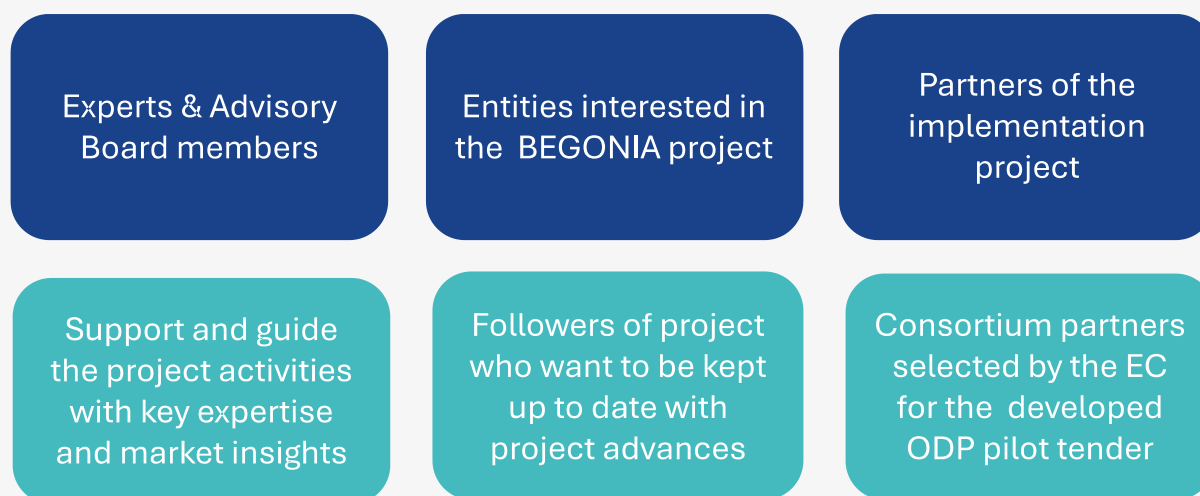 Experts & Advisory
Board members
Entities interested in
the  BEGONIA project
Partners of the
implementation
project
Support and guide
the project activities
with key expertise
and market insights
Followers of project
who want to be kept
up to date with
project advances
Consortium partners
selected by the EC
for the  developed
ODP pilot tender